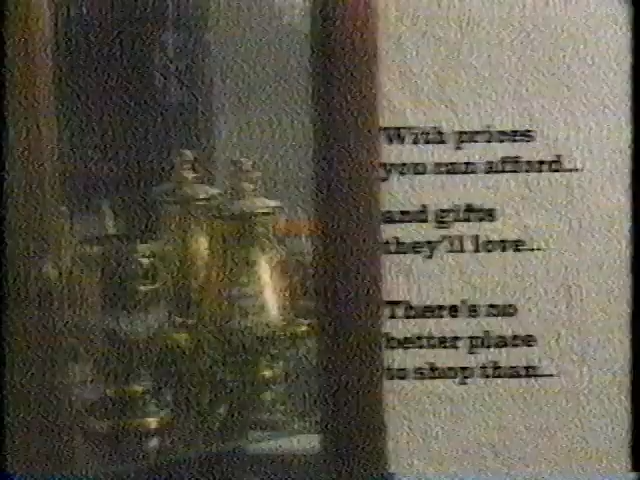 With prices
you can afford...
and gifts
they'll love...
There's no
better place
to shop than...